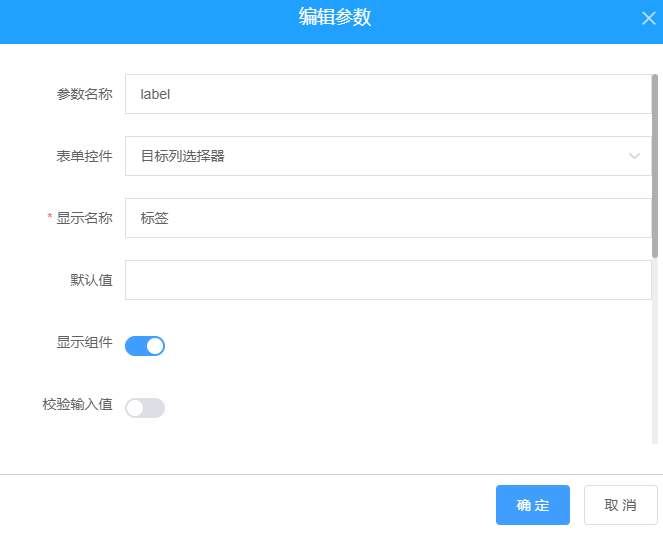 编辑参数
参数名称 label
表单控件 目标列选择器
* 显示名称 标签
默认值
显示组件
校验输入值
确定 取消